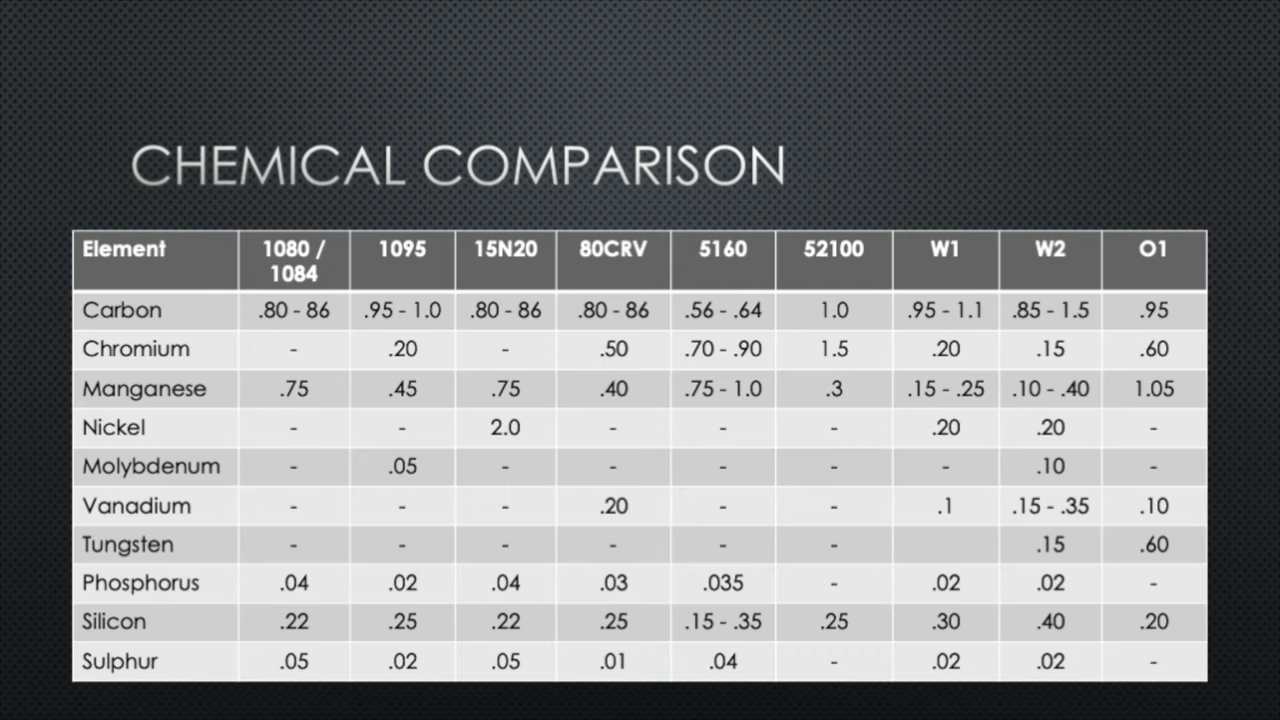 CHEMICAL COMPARISON
Element 1080 / 1084 1095 15N20 80CRV 5160 52100 W1 W2 O1
Carbon .80 - 86 .95 - 1.0 .80 - 86 .80 - 86 .56 - .64 1.0 .95 - 1.1 .85 - 1.5 .95
Chromium - .20 - .50 .70 - .90 1.5 .20 .15 .60
Manganese .75 .45 .75 .40 .75 - 1.0 .3 .15 - .25 .10 - .40 1.05
Nickel - - 2.0 - - - .20 .20 -
Molybdenum - .05 - - - - - .10 -
Vanadium - - - .20 - - .1 .15 - .35 .10
Tungsten - - - - - - .15 .60
Phosphorus .04 .02 .04 .03 .035 - .02 .02 -
Silicon .22 .25 .22 .25 .15 - .35 .25 .30 .40 .20
Sulphur .05 .02 .05 .01 .04 - .02 .02 -